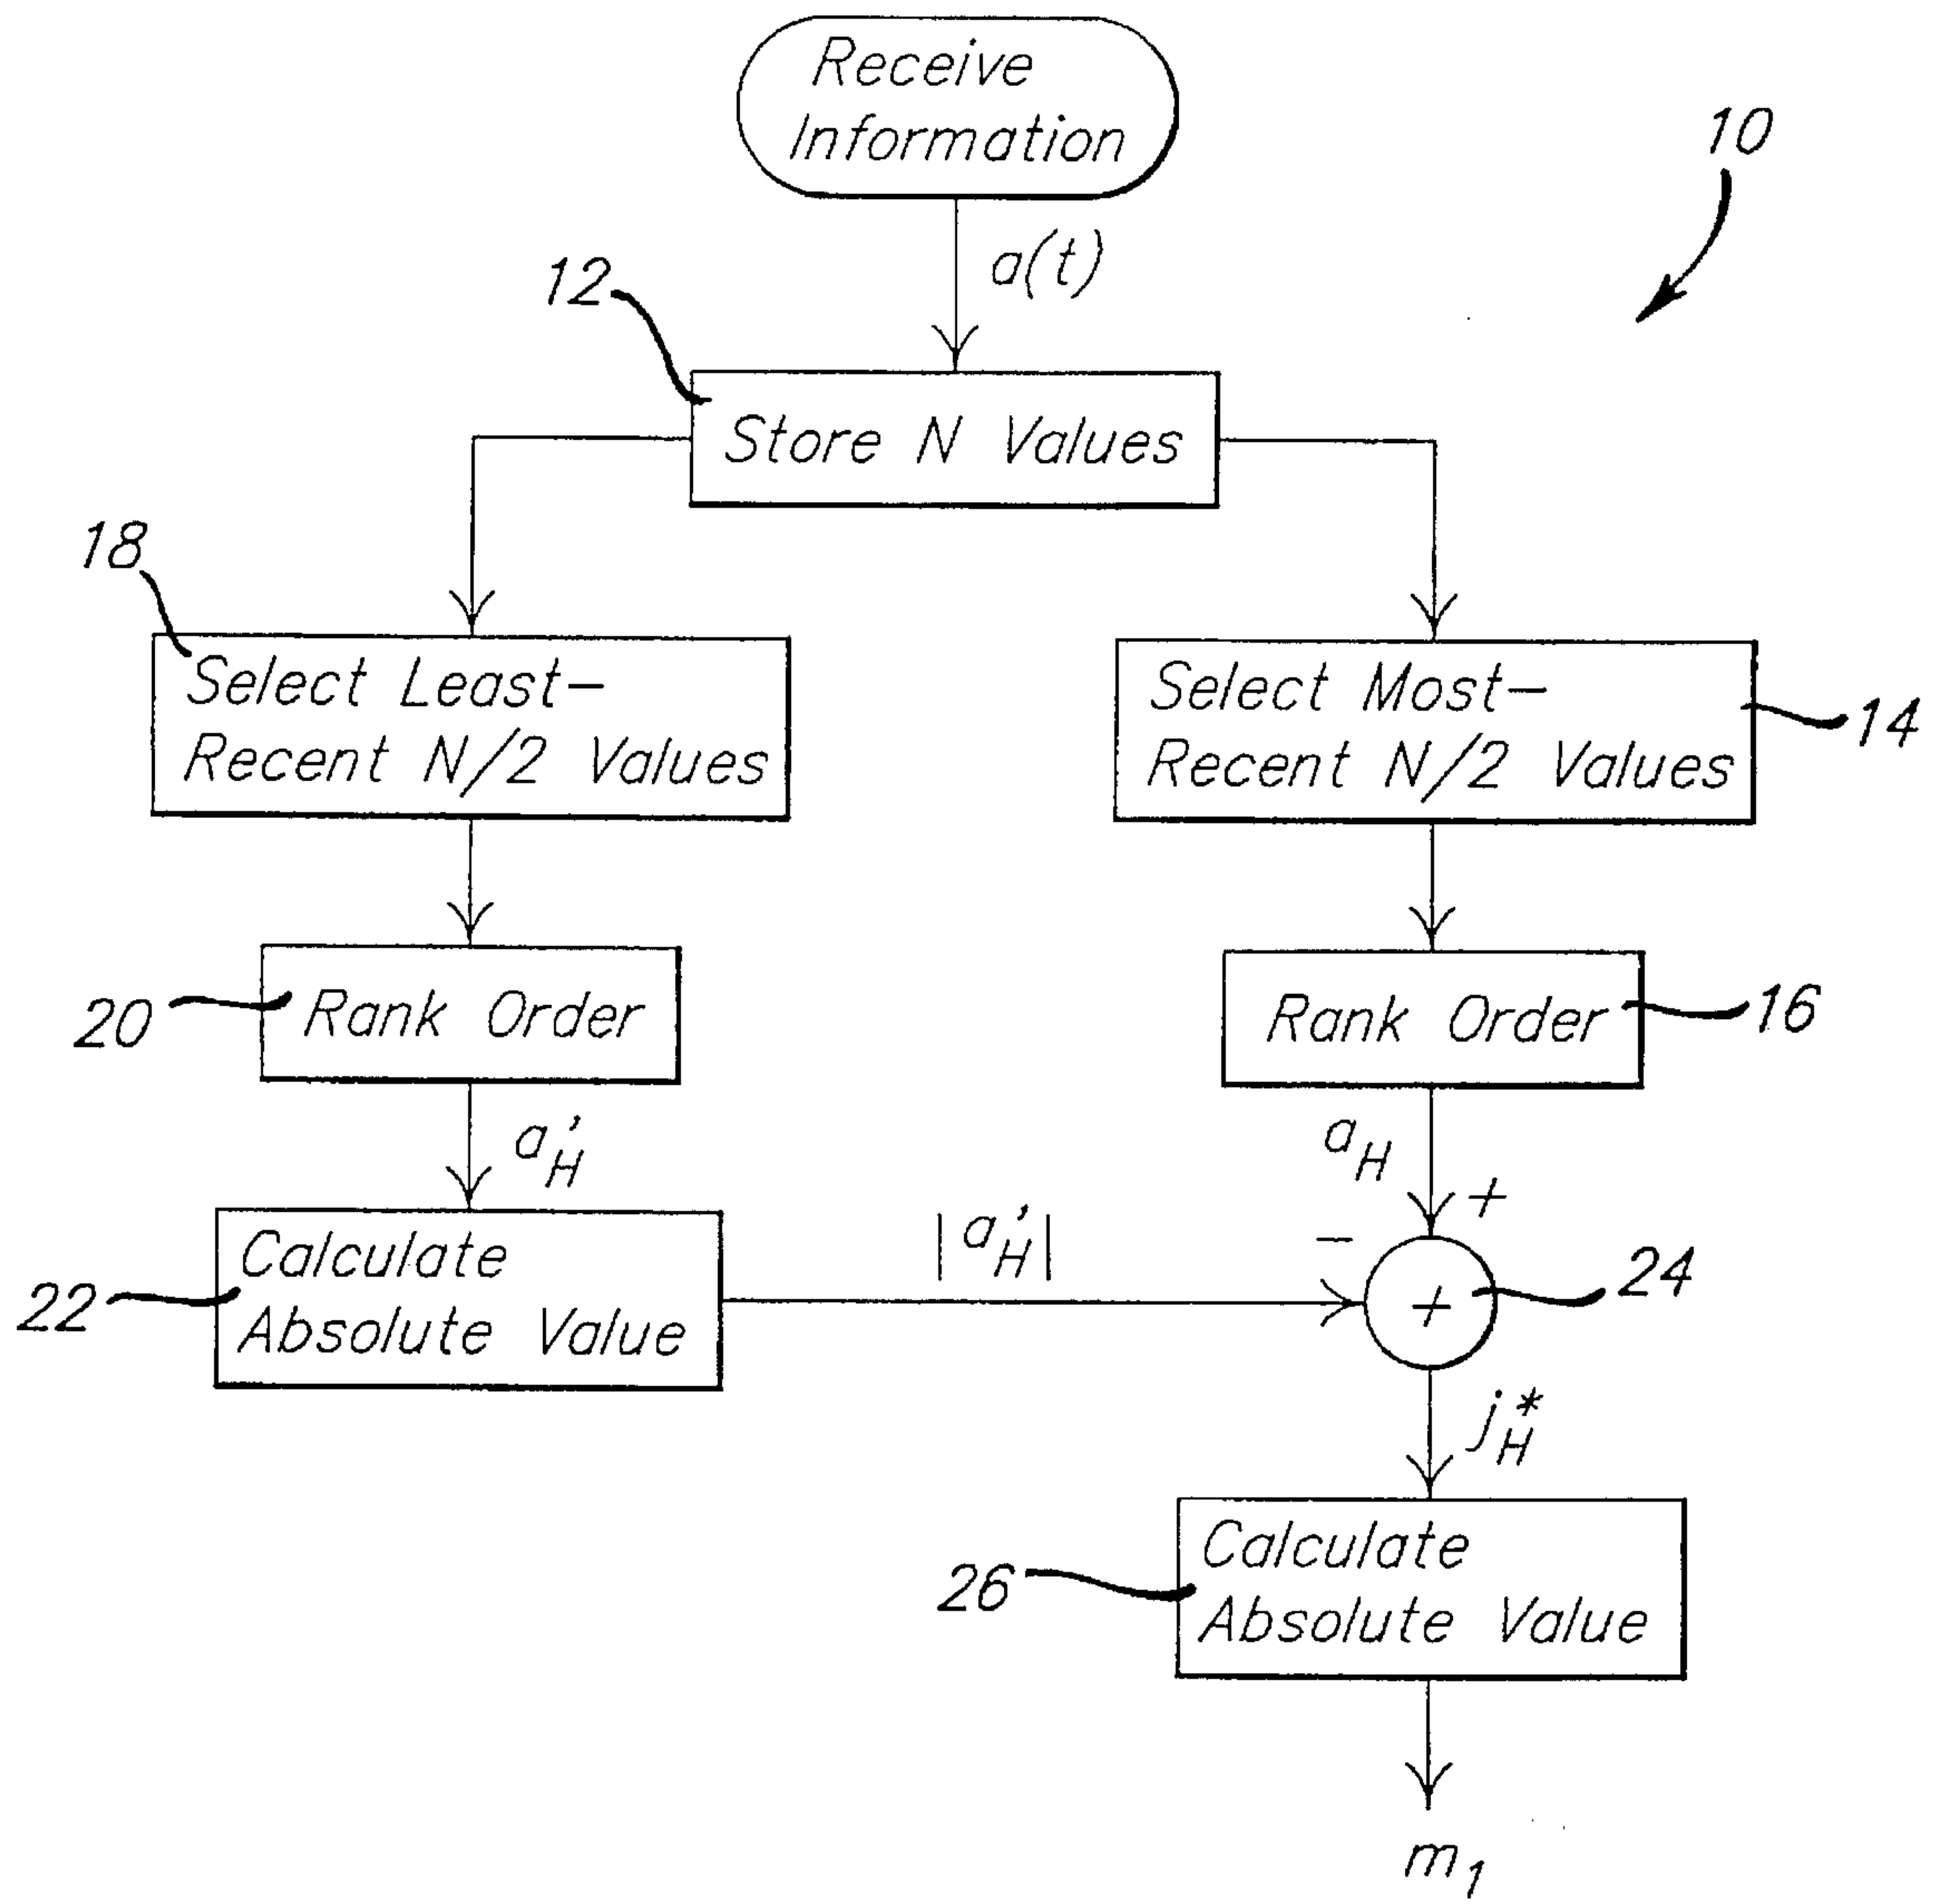 Receive
Information
10
a(t)
12
Store N Values
18
Select Least-
Recent N/2 Values
Select Most-
Recent N/2 Values
14
20
Rank Order
Rank Order
16
a'H
aH
+
22
Calculate
Absolute Value
|a'H|
-
+
24
j*H
26
Calculate
Absolute Value
m1